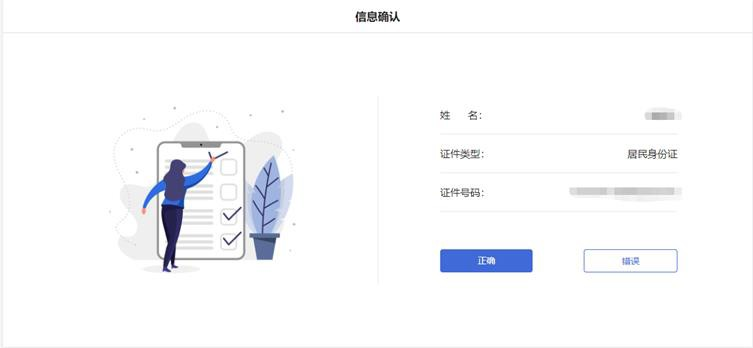 信息确认
姓 名：
证件类型： 居民身份证
证件号码：
正确 错误